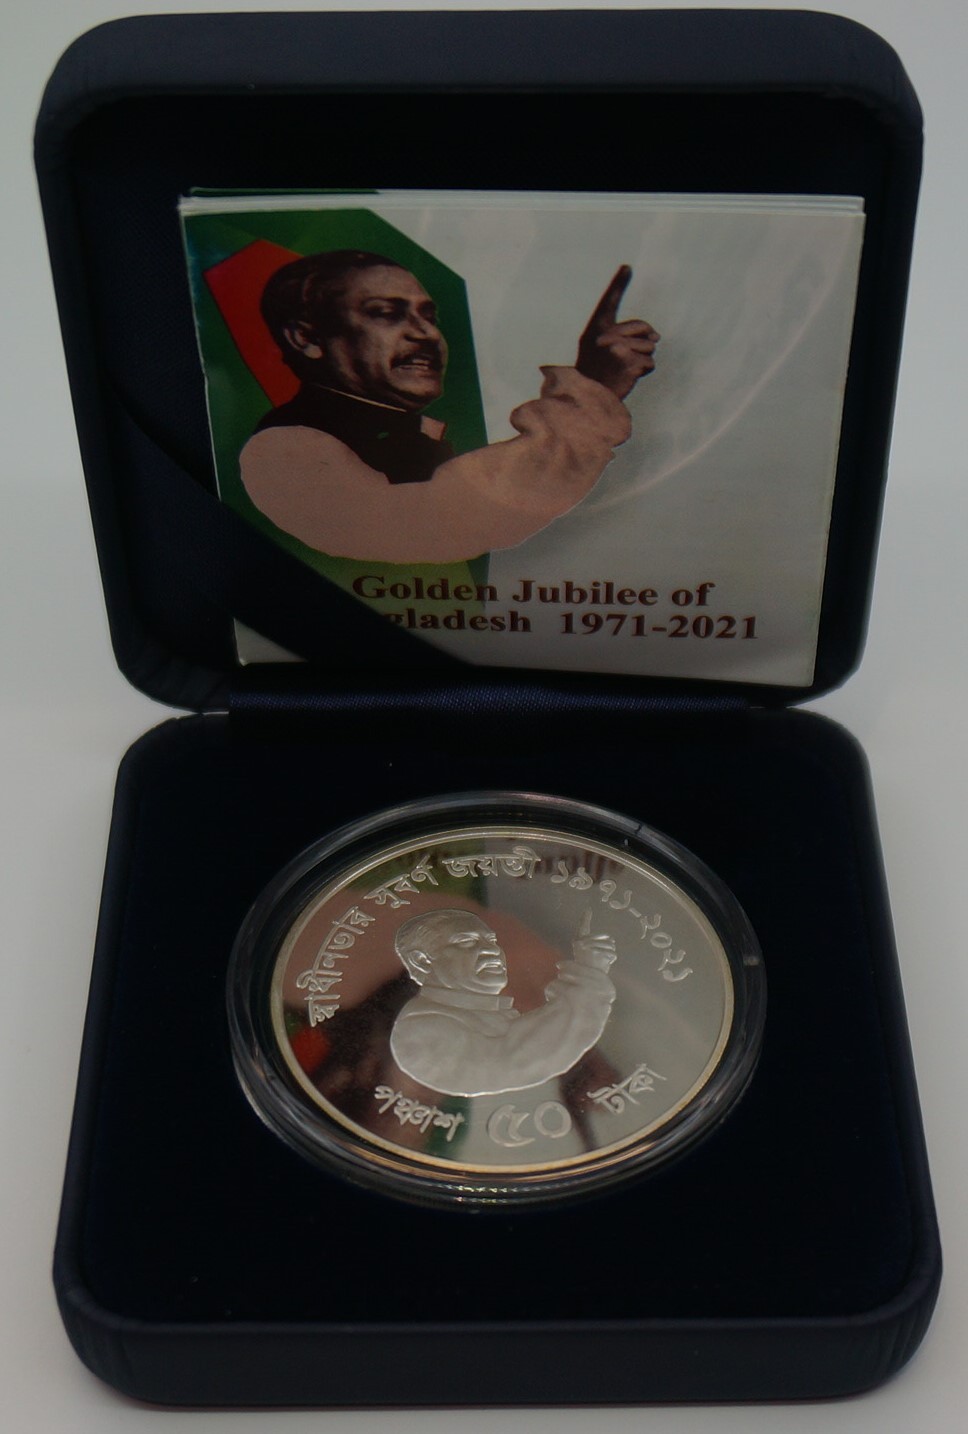 Golden Jubilee of
gladesh 1971-2021
স্বাধীনতার সুবর্ণ জয়ন্তী ১৯৭১-২০২১
পঞ্চাশ ৫০ টাকা